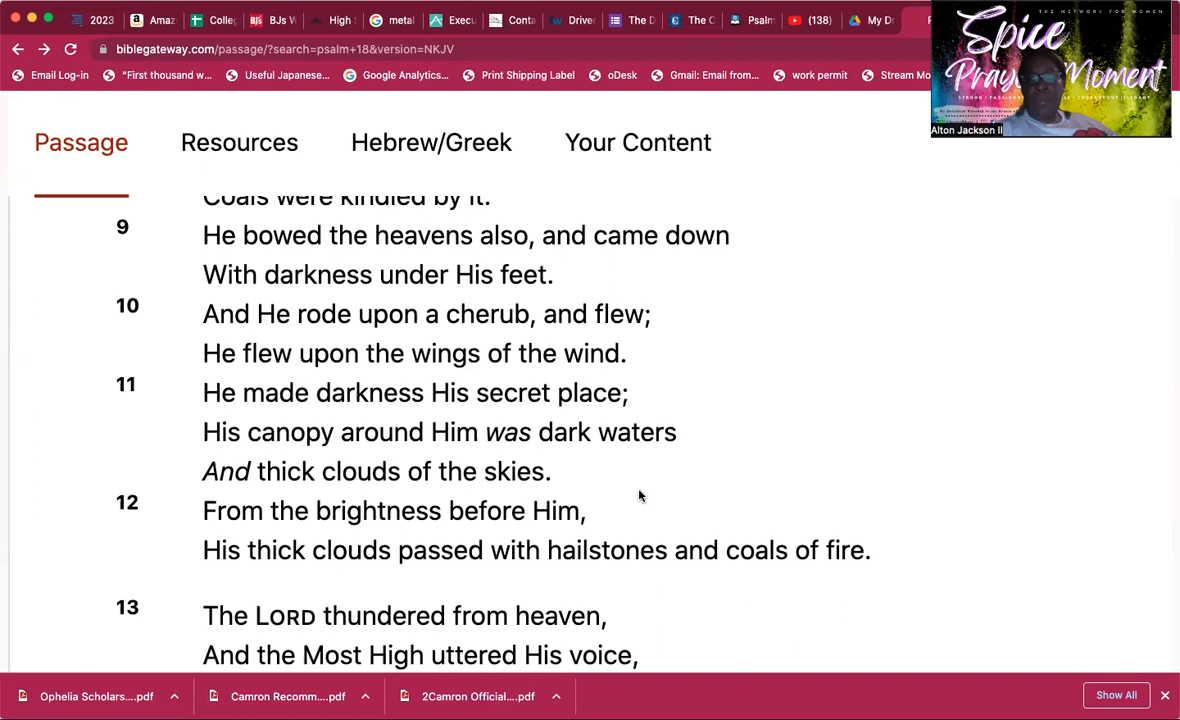 2023 Amaz Colle BJs W High S metal Execu Conta Driver The D The C Psalm (138) My Dr
biblegateway.com/passage/?search=psalm+18&version=NKJV
Email Log-in "First thousand w... Useful Japanese... Google Analytics... Print Shipping Label oDesk Gmail: Email from... work permit Stream Mo
THE NETWORK FOR WOMEN
Spice
Moment
Alton Jackson II
Passage Resources Hebrew/Greek Your Content
Coals were kindled by it.
9 He bowed the heavens also, and came down
With darkness under His feet.
10 And He rode upon a cherub, and flew;
He flew upon the wings of the wind.
11 He made darkness His secret place;
His canopy around Him was dark waters
And thick clouds of the skies.
12 From the brightness before Him,
His thick clouds passed with hailstones and coals of fire.
13 The LORD thundered from heaven,
And the Most High uttered His voice,
Ophelia Scholars....pdf Camron Recomm....pdf 2Camron Official....pdf Show All